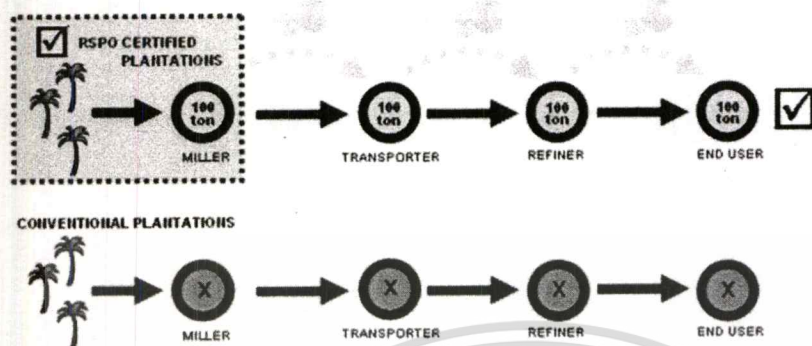 RSPO CERTIFIED
PLANTATIONS
100
ton
100
ton
100
ton
100
ton
MILLER
TRANSPORTER
REFINER
END USER
CONVENTIONAL PLANTATIONS
X
X
X
X
MILLER
TRANSPORTER
REFINER
END USER